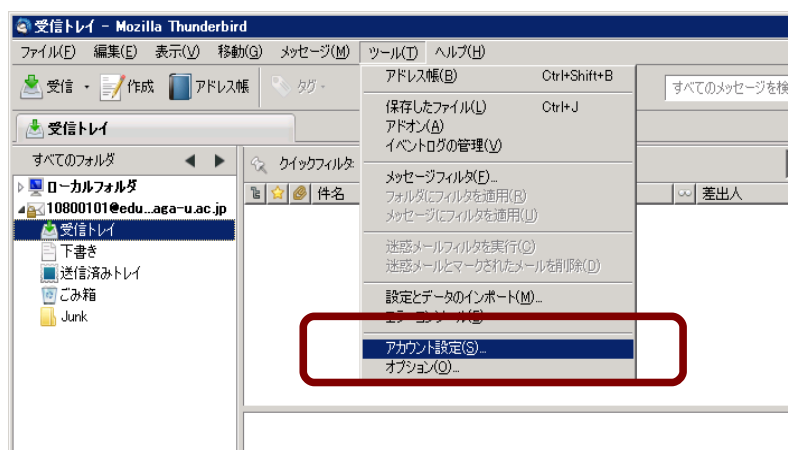 受信トレイ - Mozilla Thunderbird
ファイル(F) 編集(E) 表示(V) 移動(G) メッセージ(M) ツール(T) ヘルプ(H)
受信 作成 アドレス帳 タグ
すべてのメッセージを検
受信トレイ
すべてのフォルダ
ローカルフォルダ
10800101@edu...aga-u.ac.jp
受信トレイ
下書き
送信済みトレイ
ごみ箱
Junk
クイックフィルタ:
件名
差出人
アドレス帳(B) Ctrl+Shift+B
保存したファイル(L) Ctrl+J
アドオン(A)
イベントログの管理(V)
メッセージフィルタ(F)...
フォルダにフィルタを適用(R)
メッセージにフィルタを適用(U)
迷惑メールフィルタを実行(C)
迷惑メールとマークされたメールを削除(D)
設定とデータのインポート(M)...
エラーコンソール(E)
アカウント設定(S)...
オプション(O)...